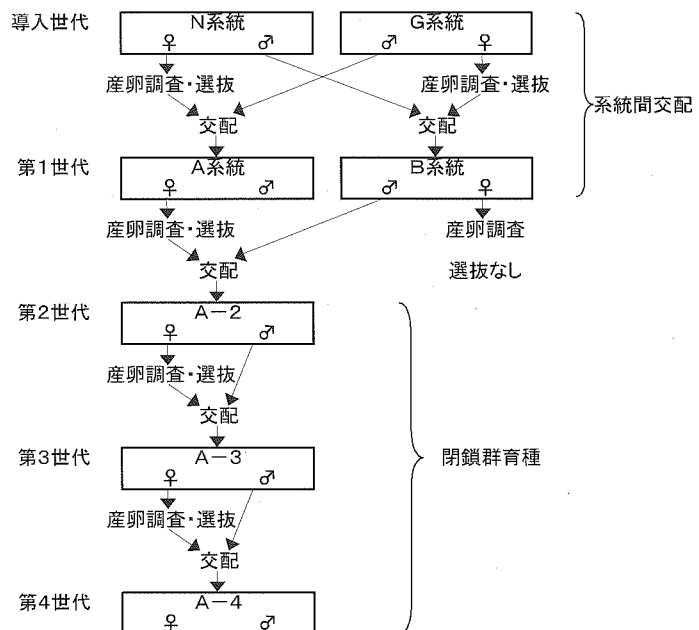 導入世代
N系統
G系統
♀ ♂
♂ ♀
産卵調査・選抜
産卵調査・選抜
交配
交配
系統間交配
第1世代
A系統
B系統
♀ ♂
♂ ♀
産卵調査・選抜
産卵調査
交配
選抜なし
第2世代
A－2
♀ ♂
産卵調査・選抜
交配
第3世代
A－3
♀ ♂
閉鎖群育種
産卵調査・選抜
交配
第4世代
A－4
♀ ♂